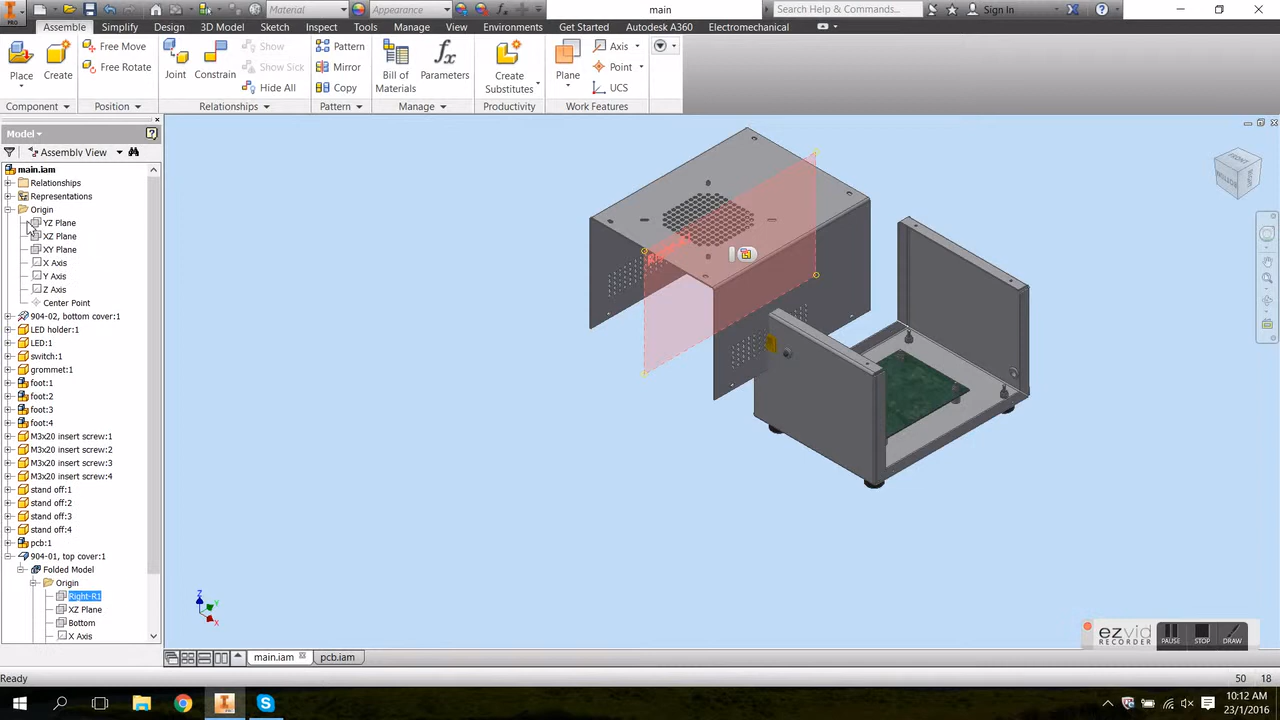 Material
Appearance
main
Search Help & Commands...
Sign In
PRO
Assemble
Simplify
Design
3D Model
Sketch
Inspect
Tools
Manage
View
Environments
Get Started
Autodesk A360
Electromechanical
Free Move
Show
Pattern
Axis
Free Rotate
Show Sick
Mirror
Point
Place
Create
Joint
Constrain
Hide All
Copy
Bill of
Materials
Parameters
Create
Substitutes
Plane
UCS
Component
Position
Relationships
Pattern
Manage
Productivity
Work Features
Model
Assembly View
main.iam
Relationships
Representations
Origin
YZ Plane
XZ Plane
XY Plane
X Axis
Y Axis
Z Axis
Center Point
904-02, bottom cover:1
LED holder:1
LED:1
switch:1
grommet:1
foot:1
foot:2
foot:3
foot:4
M3x20 insert screw:1
M3x20 insert screw:2
M3x20 insert screw:3
M3x20 insert screw:4
stand off:1
stand off:2
stand off:3
stand off:4
pcb:1
904-01, top cover:1
Folded Model
Origin
Right-R1
XZ Plane
Bottom
X Axis
FRONT
BOTTOM
Z
Y
X
ezvid
RECORDER
PAUSE
STOP
DRAW
main.iam
pcb.iam
Ready
50
18
10:12 AM
23/1/2016